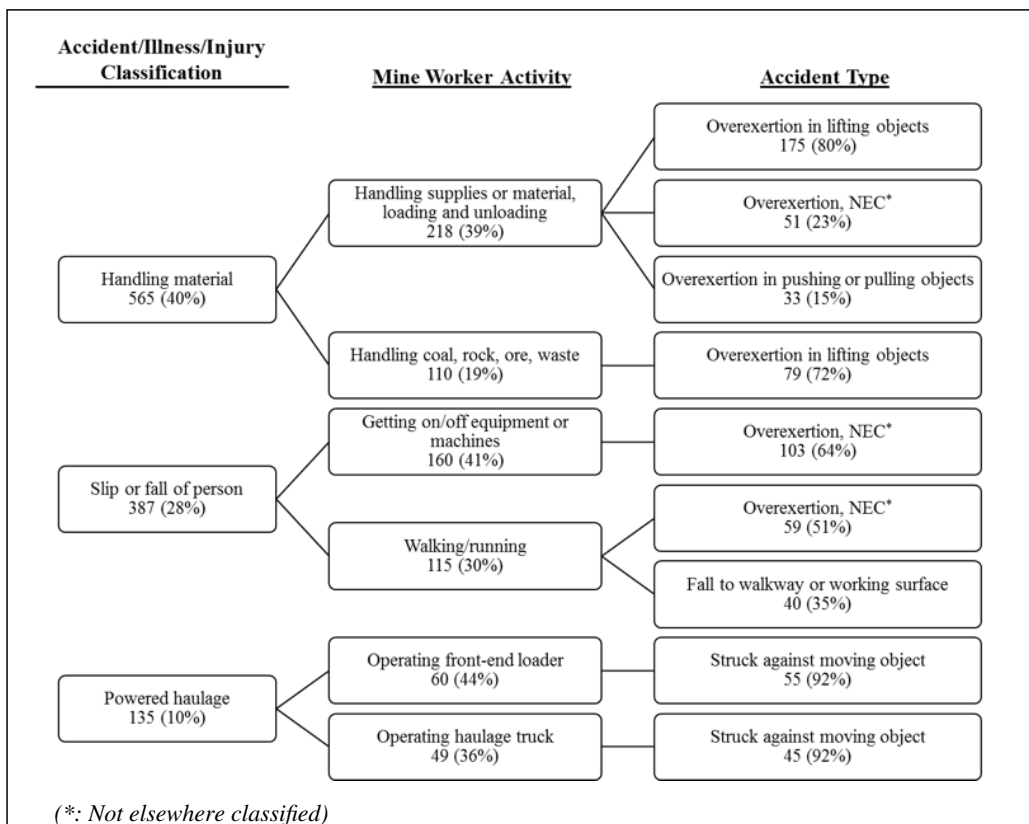 Accident/Illness/Injury
Classification
Mine Worker Activity
Accident Type
Handling material
565 (40%)
Handling supplies or material,
loading and unloading
218 (39%)
Overexertion in lifting objects
175 (80%)
Overexertion, NEC*
51 (23%)
Overexertion in pushing or pulling objects
33 (15%)
Handling coal, rock, ore, waste
110 (19%)
Overexertion in lifting objects
79 (72%)
Slip or fall of person
387 (28%)
Getting on/off equipment or
machines
160 (41%)
Overexertion, NEC*
103 (64%)
Walking/running
115 (30%)
Overexertion, NEC*
59 (51%)
Fall to walkway or working surface
40 (35%)
Powered haulage
135 (10%)
Operating front-end loader
60 (44%)
Struck against moving object
55 (92%)
Operating haulage truck
49 (36%)
Struck against moving object
45 (92%)
(*: Not elsewhere classified)